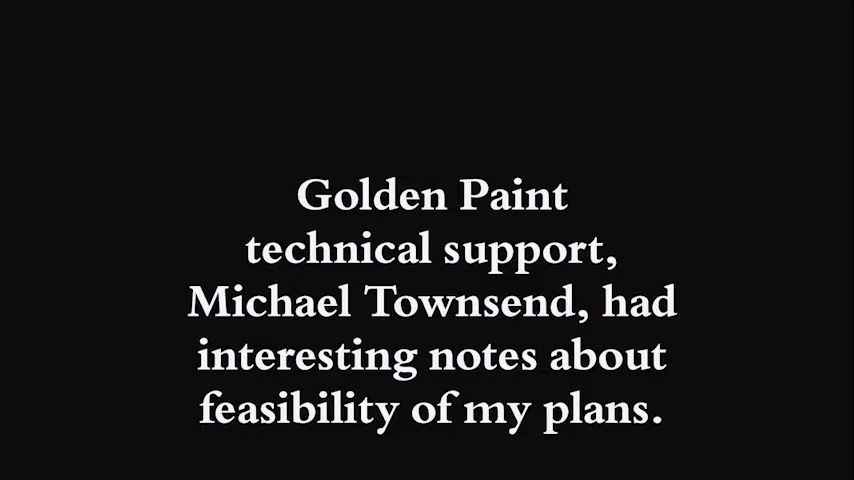 Golden Paint
technical support,
Michael Townsend, had
interesting notes about
feasibility of my plans.